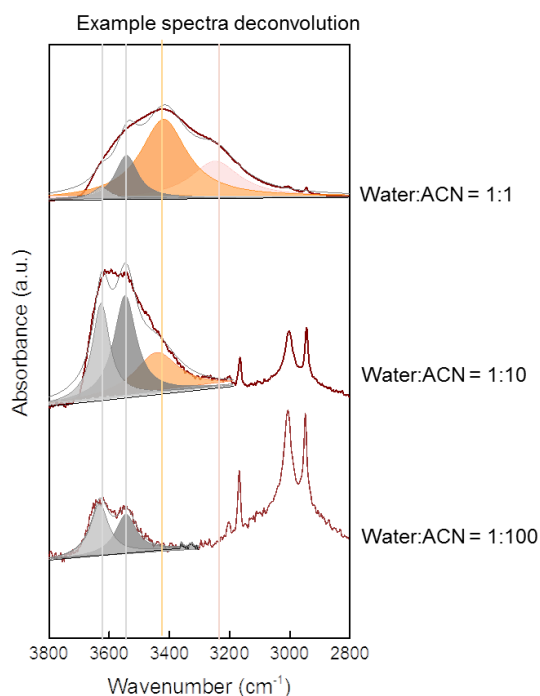 Example spectra deconvolution
Water:ACN = 1:1
Water:ACN = 1:10
Water:ACN = 1:100
Absorbance (a.u.)
3800 3600 3400 3200 3000 2800
Wavenumber (cm⁻¹)